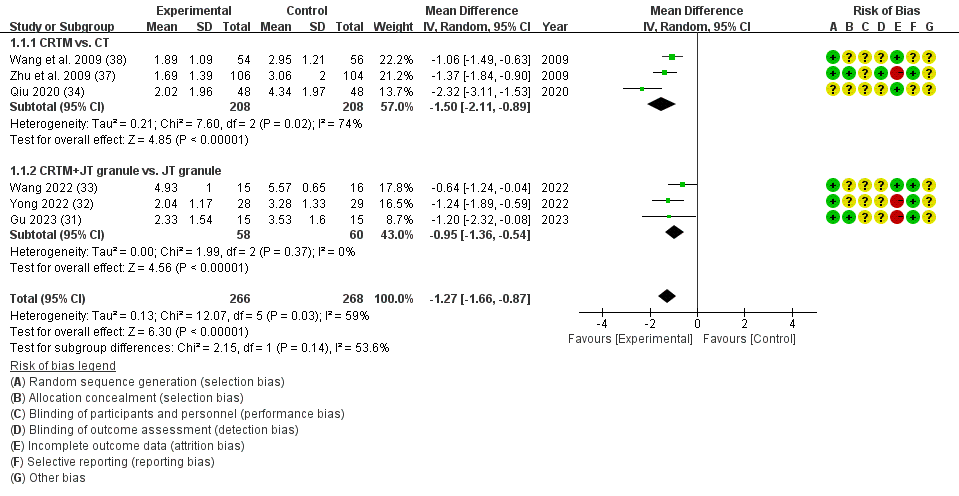 Experimental Control Mean Difference Mean Difference Risk of Bias
Study or Subgroup Mean SD Total Mean SD Total Weight IV, Random, 95% CI Year IV, Random, 95% CI A B C D E F G
1.1.1 CRTM vs. CT
Wang et al. 2009 (38) 1.89 1.09 54 2.95 1.21 56 22.2% -1.06 [-1.49, -0.63] 2009 + ? ? ? + ? ?
Zhu et al. 2009 (37) 1.69 1.39 106 3.06 2 104 21.2% -1.37 [-1.84, -0.90] 2009 + + ? + - + ?
Qiu 2020 (34) 2.02 1.96 48 4.34 1.97 48 13.7% -2.32 [-3.11, -1.53] 2020 ? ? ? ? + ? ?
Subtotal (95% CI) 208 208 57.0% -1.50 [-2.11, -0.89]
Heterogeneity: Tau² = 0.21; Chi² = 7.60, df = 2 (P = 0.02); I² = 74%
Test for overall effect: Z = 4.85 (P < 0.00001)
1.1.2 CRTM+JT granule vs. JT granule
Wang 2022 (33) 4.93 1 15 5.57 0.65 16 17.8% -0.64 [-1.24, -0.04] 2022 + ? ? ? + + ?
Yong 2022 (32) 2.04 1.17 28 3.28 1.33 29 16.5% -1.24 [-1.89, -0.59] 2022 + ? ? ? - + ?
Gu 2023 (31) 2.33 1.54 15 3.53 1.6 15 8.7% -1.20 [-2.32, -0.08] 2023 + + ? ? - + ?
Subtotal (95% CI) 58 60 43.0% -0.95 [-1.36, -0.54]
Heterogeneity: Tau² = 0.00; Chi² = 1.99, df = 2 (P = 0.37); I² = 0%
Test for overall effect: Z = 4.56 (P < 0.00001)
Total (95% CI) 266 268 100.0% -1.27 [-1.66, -0.87]
Heterogeneity: Tau² = 0.13; Chi² = 12.07, df = 5 (P = 0.03); I² = 59%
Test for overall effect: Z = 6.30 (P < 0.00001)
Test for subgroup differences: Chi² = 2.15, df = 1 (P = 0.14), I² = 53.6%
-4 -2 0 2 4
Favours [Experimental] Favours [Control]
Risk of bias legend
(A) Random sequence generation (selection bias)
(B) Allocation concealment (selection bias)
(C) Blinding of participants and personnel (performance bias)
(D) Blinding of outcome assessment (detection bias)
(E) Incomplete outcome data (attrition bias)
(F) Selective reporting (reporting bias)
(G) Other bias